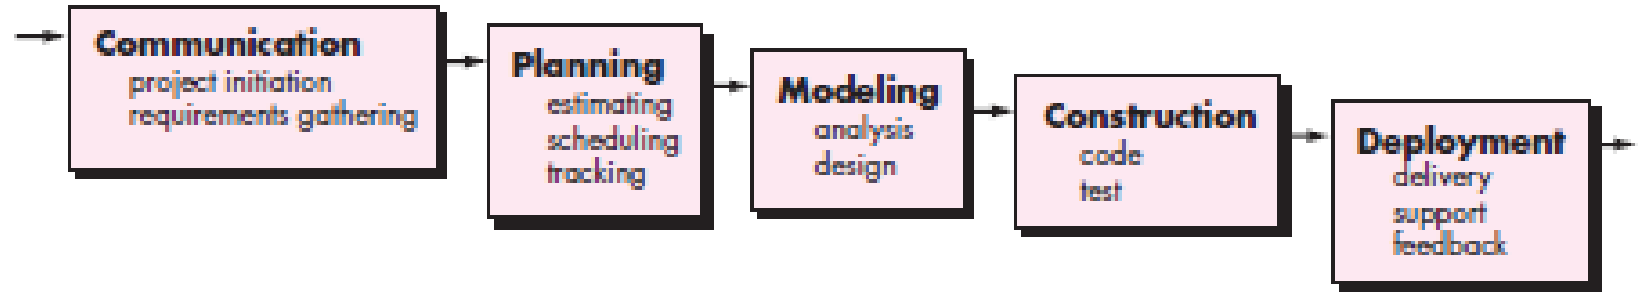 Communication
project initiation
requirements gathering
Planning
estimating
scheduling
tracking
Modeling
analysis
design
Construction
code
test
Deployment
delivery
support
feedback